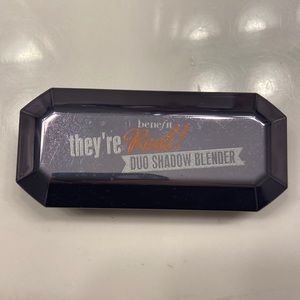 benefit
they're Real!
DUO SHADOW BLENDER